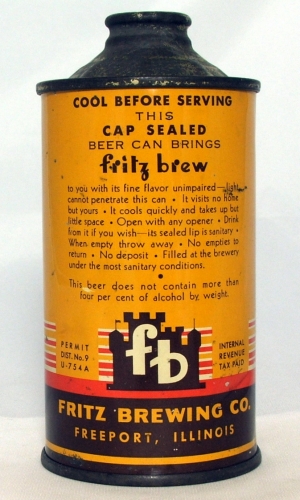 COOL BEFORE SERVING
THIS
CAP SEALED
BEER CAN BRINGS
fritz brew
to you with its fine flavor unimpaired—light
cannot penetrate this can • It visits no home
but yours • It cools quickly and takes up but
little space • Open with any opener • Drink
from it if you wish—its sealed lip is sanitary •
When empty throw away • No empties to
return • No deposit • Filled at the brewery
under the most sanitary conditions.
•
This beer does not contain more than
four per cent of alcohol by weight.
fb
PERMIT
DIST. No. 9
U-754A
INTERNAL
REVENUE
TAX PAID
FRITZ BREWING CO.
FREEPORT, ILLINOIS